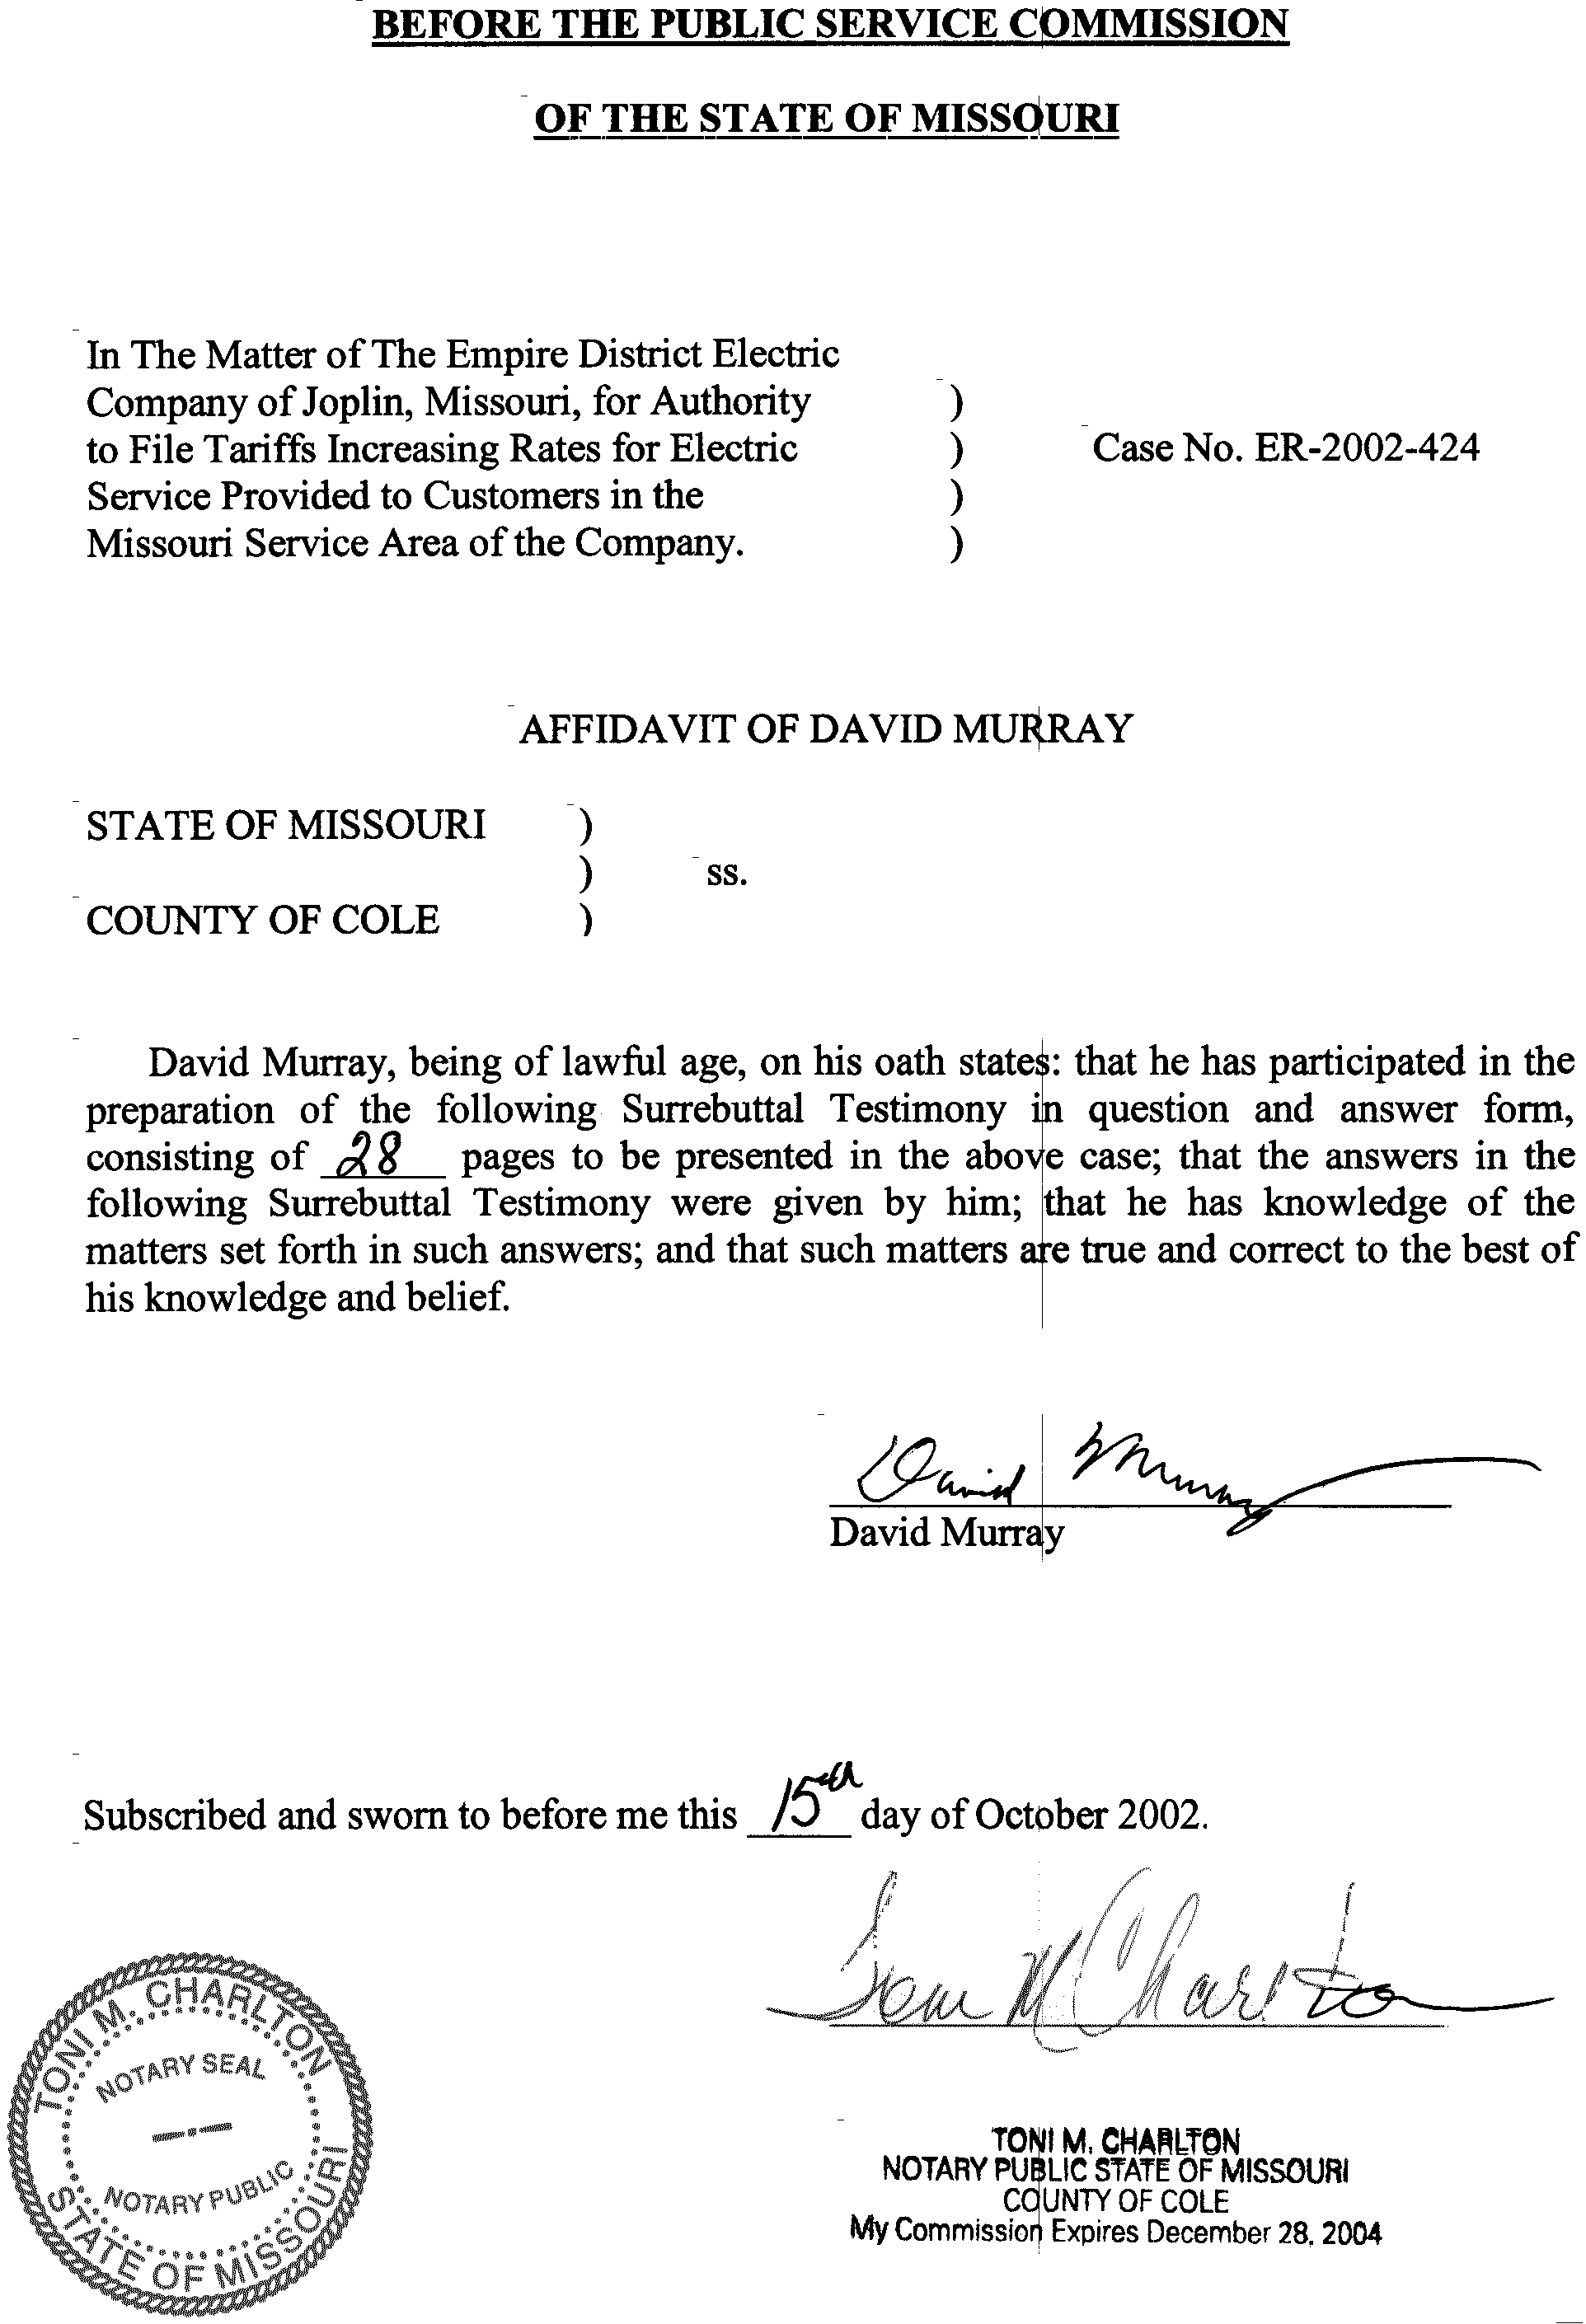 BEFORE THE PUBLIC SERVICE COMMISSION
OF THE STATE OF MISSOURI
In The Matter of The Empire District Electric
Company of Joplin, Missouri, for Authority )
to File Tariffs Increasing Rates for Electric ) Case No. ER-2002-424
Service Provided to Customers in the )
Missouri Service Area of the Company. )
AFFIDAVIT OF DAVID MURRAY
STATE OF MISSOURI )
) ss.
COUNTY OF COLE )
David Murray, being of lawful age, on his oath states: that he has participated in the
preparation of the following Surrebuttal Testimony in question and answer form,
consisting of 28 pages to be presented in the above case; that the answers in the
following Surrebuttal Testimony were given by him; that he has knowledge of the
matters set forth in such answers; and that such matters are true and correct to the best of
his knowledge and belief.
David Murray
David Murray
Subscribed and sworn to before me this 15th day of October 2002.
Toni M Charlton
TONI M. CHARLTON
NOTARY SEAL
NOTARY PUBLIC
STATE OF MISSOURI
TONI M. CHARLTON
NOTARY PUBLIC STATE OF MISSOURI
COUNTY OF COLE
My Commission Expires December 28, 2004